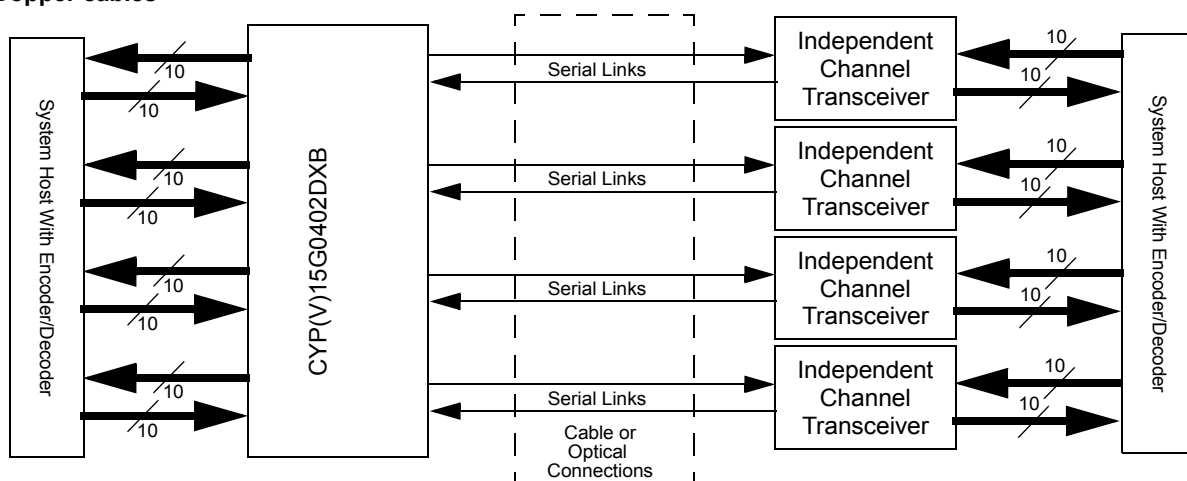 Copper cables
System Host With Encoder/Decoder
10
10
10
10
10
10
10
10
CYP(V)15G0402DXB
Serial Links
Serial Links
Serial Links
Serial Links
Cable or
Optical
Connections
Independent
Channel
Transceiver
Independent
Channel
Transceiver
Independent
Channel
Transceiver
Independent
Channel
Transceiver
10
10
10
10
10
10
10
10
System Host With Encoder/Decoder